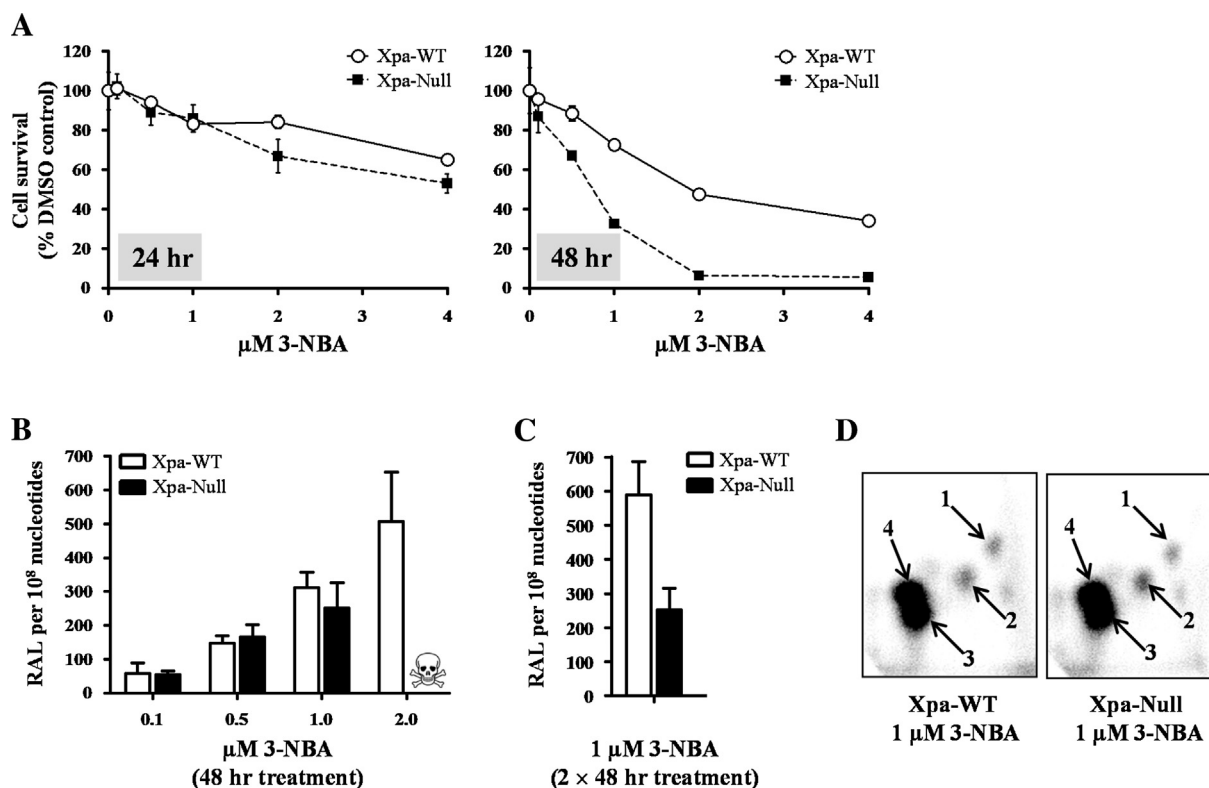 A
Cell survival
(% DMSO control)
120
100
80
60
40
20
0
Xpa-WT
Xpa-Null
24 hr
0
1
2
3
4
µM 3-NBA
120
100
80
60
40
20
0
Xpa-WT
Xpa-Null
48 hr
0
1
2
3
4
µM 3-NBA
B
RAL per 10⁸ nucleotides
700
600
500
400
300
200
100
0
Xpa-WT
Xpa-Null
0.1
0.5
1.0
2.0
µM 3-NBA
(48 hr treatment)
C
RAL per 10⁸ nucleotides
700
600
500
400
300
200
100
0
Xpa-WT
Xpa-Null
1 µM 3-NBA
(2 × 48 hr treatment)
D
1
4
2
3
Xpa-WT
1 µM 3-NBA
1
4
2
3
Xpa-Null
1 µM 3-NBA